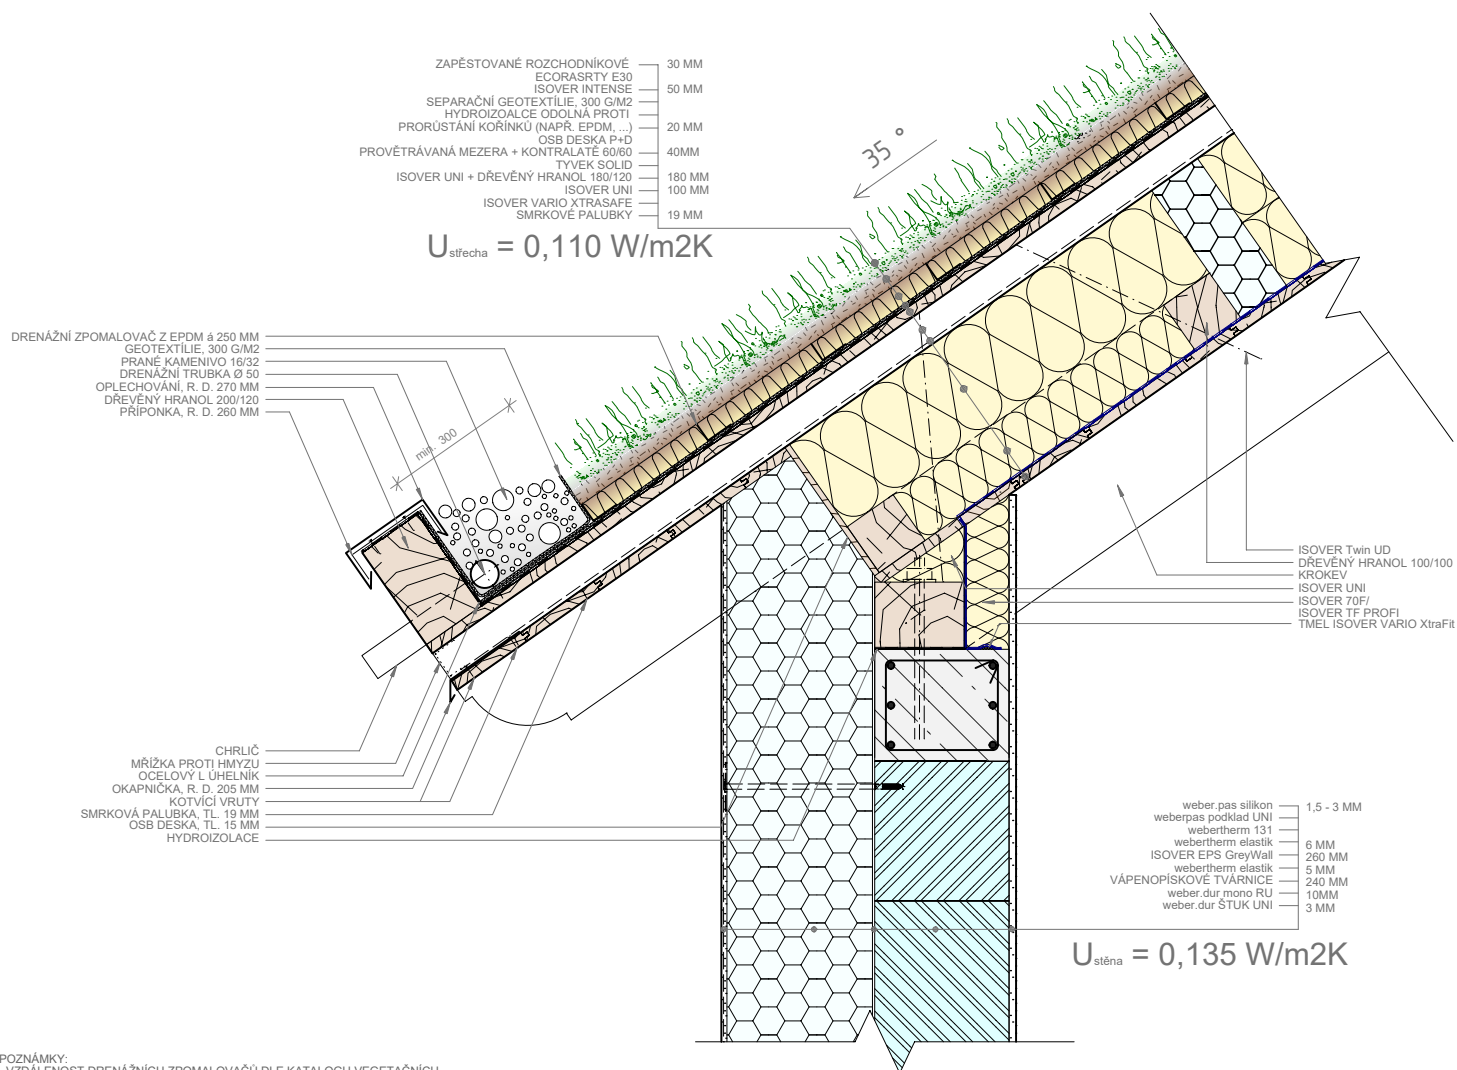 ZAPĚSTOVANÉ ROZCHODNÍKOVÉ 30 MM
ECORASRTY E30
ISOVER INTENSE 50 MM
SEPARAČNÍ GEOTEXTÍLIE, 300 G/M2
HYDROIZOALCE ODOLNÁ PROTI
PRORŮSTÁNÍ KOŘÍNKŮ (NAPŘ. EPDM, ...) 20 MM
OSB DESKA P+D
PROVĚTRÁVANÁ MEZERA + KONTRALATĚ 60/60 40MM
TYVEK SOLID
ISOVER UNI + DŘEVĚNÝ HRANOL 180/120 180 MM
ISOVER UNI 100 MM
ISOVER VARIO XTRASAFE
SMRKOVÉ PALUBKY 19 MM
Ustřecha = 0,110 W/m2K
35 °
DRENÁŽNÍ ZPOMALOVAČ Z EPDM á 250 MM
GEOTEXTÍLIE, 300 G/M2
PRANÉ KAMENIVO 16/32
DRENÁŽNÍ TRUBKA Ø 50
OPLECHOVÁNÍ, R. D. 270 MM
DŘEVĚNÝ HRANOL 200/120
PŘÍPONKA, R. D. 260 MM
min. 300
ISOVER Twin UD
DŘEVĚNÝ HRANOL 100/100
KROKEV
ISOVER UNI
ISOVER 70F/
ISOVER TF PROFI
TMEL ISOVER VARIO XtraFit
CHRLIČ
MŘÍŽKA PROTI HMYZU
OCELOVÝ L ÚHELNÍK
OKAPNIČKA, R. D. 205 MM
KOTVÍCÍ VRUTY
SMRKOVÁ PALUBKA, TL. 19 MM
OSB DESKA, TL. 15 MM
HYDROIZOLACE
weber.pas silikon 1,5 - 3 MM
weberpas podklad UNI
webertherm 131
webertherm elastik 6 MM
ISOVER EPS GreyWall 260 MM
webertherm elastik 5 MM
VÁPENOPÍSKOVÉ TVÁRNICE 240 MM
weber.dur mono RU 10MM
weber.dur ŠTUK UNI 3 MM
Ustěna = 0,135 W/m2K
POZNÁMKY:
VZDÁLENOST DRENÁŽNÍCH ZPOMALOVAČŮ DLE KATALOGU VEGETAČNÍCH